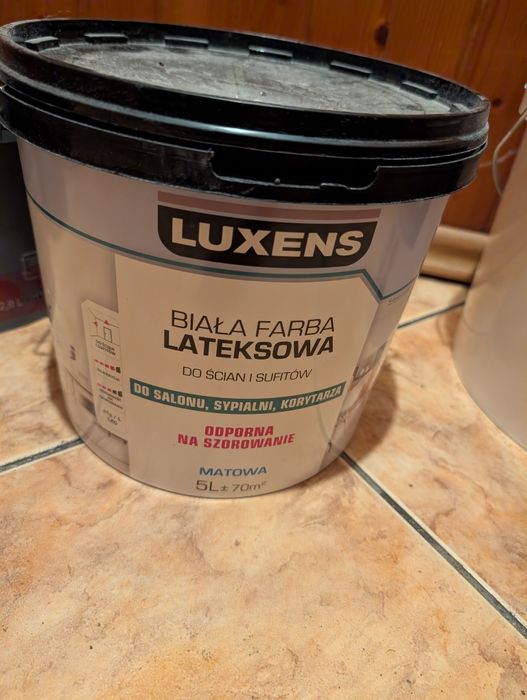 LUXENS
BIAŁA FARBA
LATEKSOWA
DO ŚCIAN I SUFITÓW
DO SALONU, SYPIALNI, KORYTARZA
ODPORNA
NA SZOROWANIE
MATOWA
5L ± 70m²